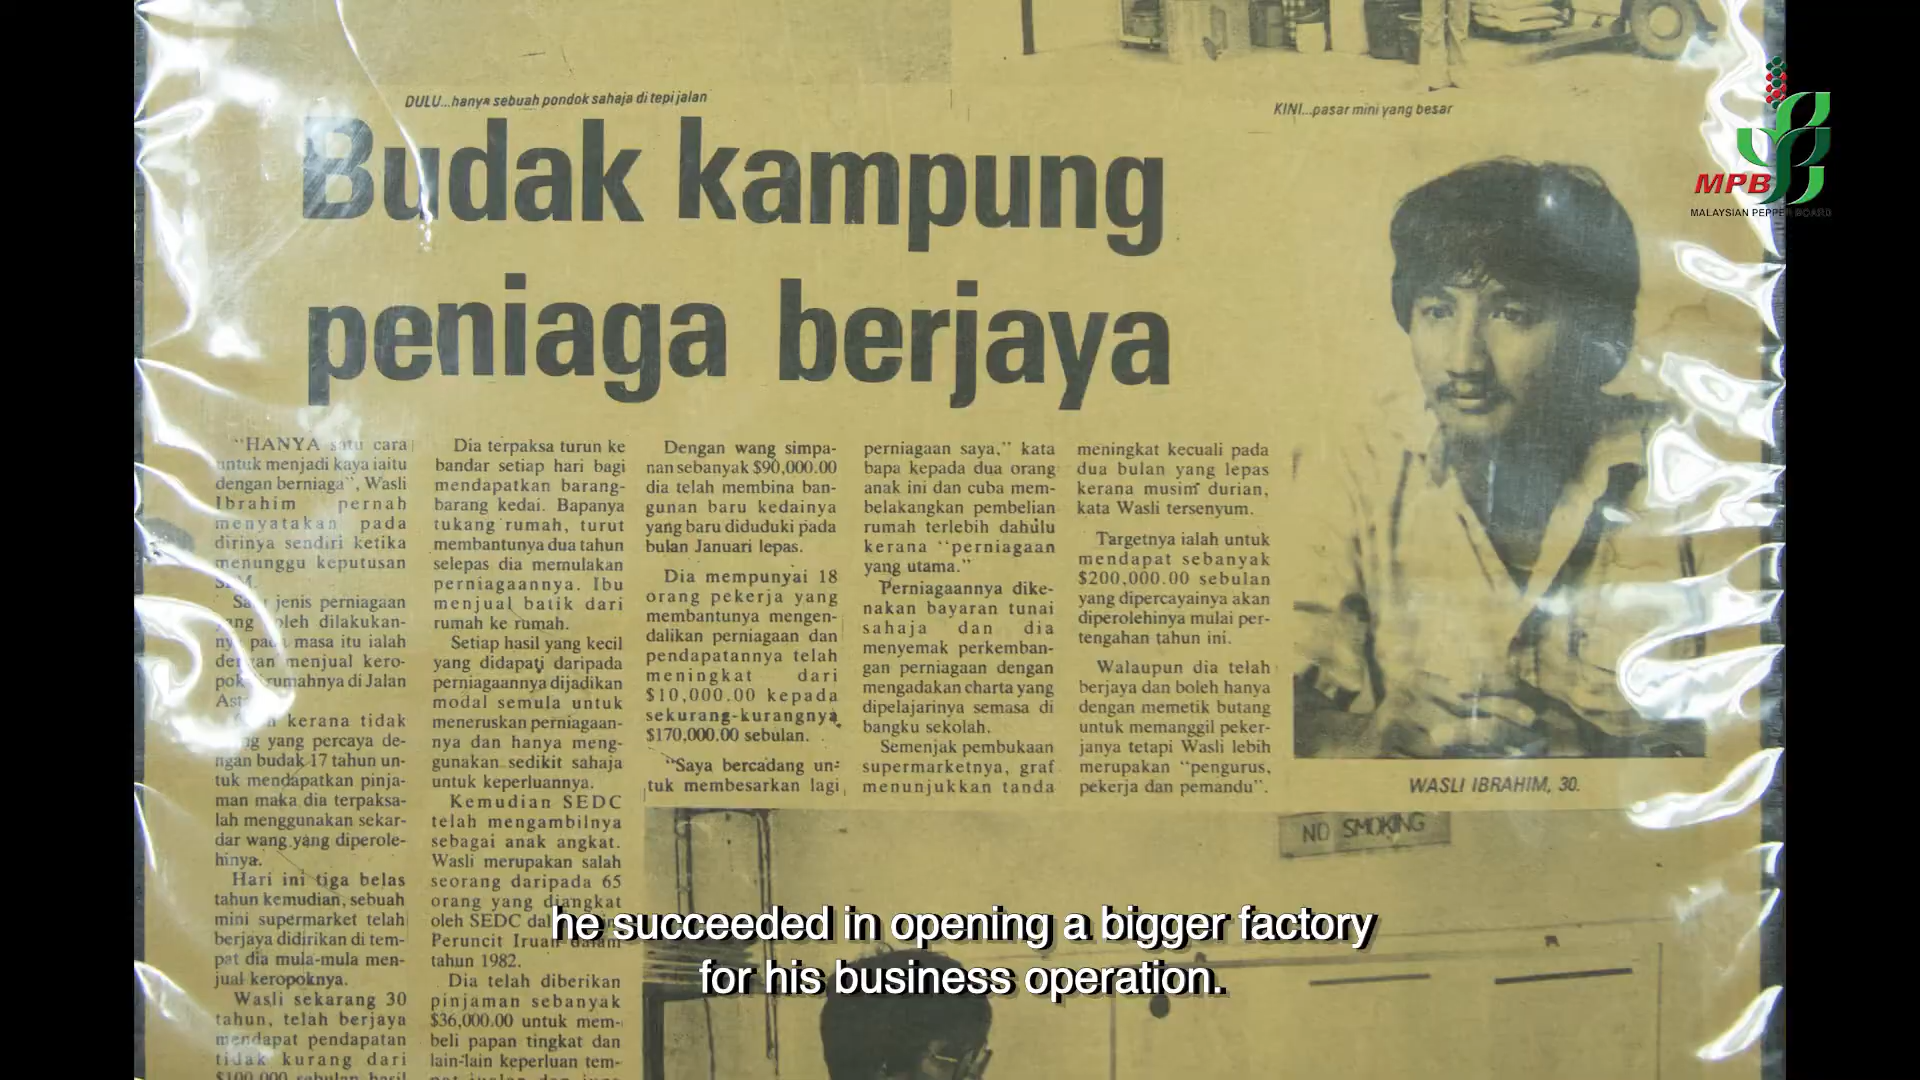 DULU...hanya sebuah pondok sahaja di tepi jalan
KINI...pasar mini yang besar
MPB
MALAYSIAN PEPPER BOARD
Budak kampung
peniaga berjaya
"HANYA satu cara
untuk menjadi kaya iaitu
dengan berniaga", Wasli
Ibrahim pernah
menyatakan pada
dirinya sendiri ketika
menunggu keputusan
jenis perniagaan
boleh dilakukan-
masa itu ialah
menjual kero-
rumahnya di Jalan
kerana tidak
yang percaya de-
ngan budak 17 tahun un-
tuk mendapatkan pinja-
man maka dia terpaksa-
lah menggunakan sekar-
dar wang yang diperole-
hinya.
Hari ini tiga belas
tahun kemudian, sebuah
mini supermarket telah
berjaya didirikan di tem-
pat dia mula-mula men-
jual keropoknya.
Wasli sekarang 30
tahun, telah berjaya
mendapat pendapatan
tidak kurang dari
$100,000 sebulan hasil
Dia terpaksa turun ke
bandar setiap hari bagi
mendapatkan barang-
barang kedai. Bapanya
tukang rumah, turut
membantunya dua tahun
selepas dia memulakan
perniagaannya. Ibu
menjual batik dari
rumah ke rumah.
Setiap hasil yang kecil
yang didapati daripada
perniagaannya dijadikan
modal semula untuk
meneruskan perniagaan-
nya dan hanya meng-
gunakan sedikit sahaja
untuk keperluannya.
Kemudian SEDC
telah mengambilnya
sebagai anak angkat.
Wasli merupakan salah
seorang daripada 65
orang yang diangkat
oleh SEDC
Peruncit Iruan dalam
tahun 1982.
Dia telah diberikan
pinjaman sebanyak
$36,000.00 untuk mem-
beli papan tingkat dan
lain-lain keperluan tem-
Dengan wang simpa-
nan sebanyak $90,000.00
dia telah membina ban-
gunan baru kedainya
yang baru diduduki pada
bulan Januari lepas.
Dia mempunyai 18
orang pekerja yang
membantunya mengen-
dalikan perniagaan dan
pendapatannya telah
meningkat dari
$10,000.00 kepada
sekurang-kurangnya
$170,000.00 sebulan.
"Saya bercadang un-
tuk membesarkan lagi
perniagaan saya," kata
bapa kepada dua orang
anak ini dan cuba mem-
belakangkan pembelian
rumah terlebih dahulu
kerana "perniagaan
yang utama."
Perniagaannya dike-
nakan bayaran tunai
sahaja dan dia
menyemak perkemban-
gan perniagaan dengan
mengadakan charta yang
dipelajarinya semasa di
bangku sekolah.
Semenjak pembukaan
supermarketnya, graf
menunjukkan tanda
meningkat kecuali pada
dua bulan yang lepas
kerana musim durian,
kata Wasli tersenyum.
Targetnya ialah untuk
mendapat sebanyak
$200,000.00 sebulan
yang dipercayainya akan
diperolehinya mulai per-
tengahan tahun ini.
Walaupun dia telah
berjaya dan boleh hanya
dengan memetik butang
untuk memanggil peker-
janya tetapi Wasli lebih
merupakan "pengurus,
pekerja dan pemandu".
WASLI IBRAHIM, 30.
NO SMOKING
he succeeded in opening a bigger factory
for his business operation.